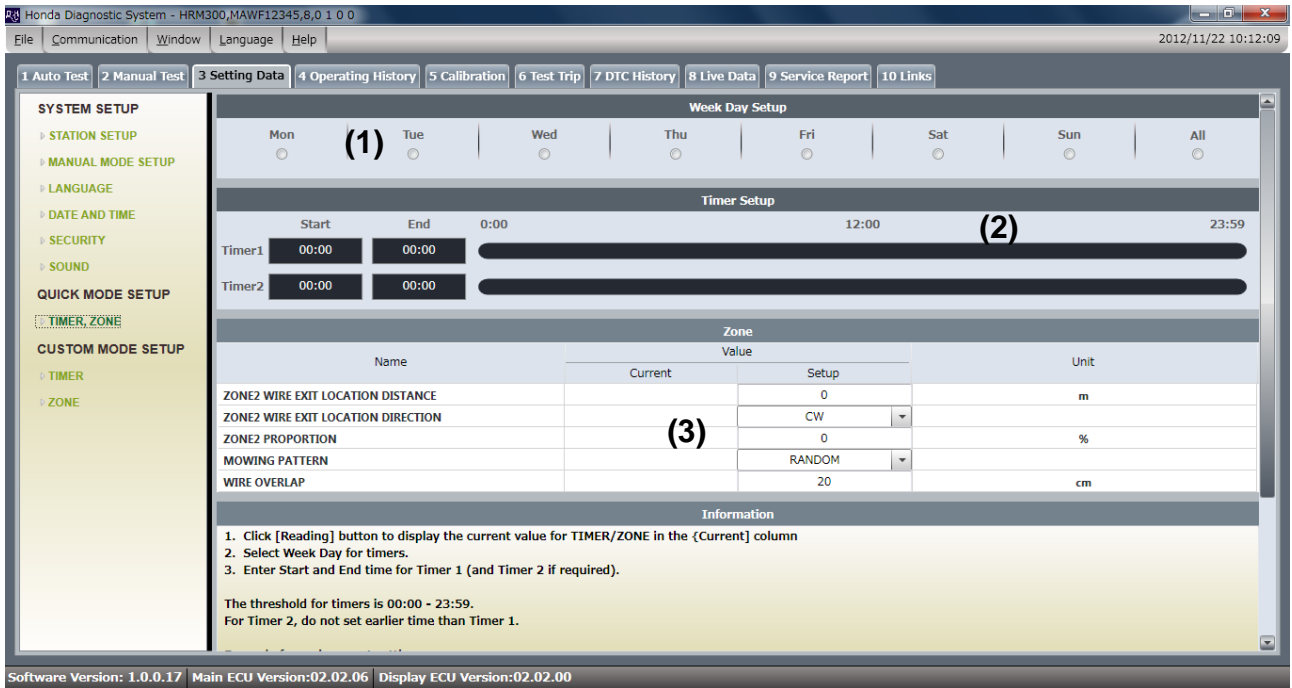 Honda Diagnostic System - HRM300,MAWF12345,8,0 1 0 0
File Communication Window Language Help 2012/11/22 10:12:09
1 Auto Test 2 Manual Test 3 Setting Data 4 Operating History 5 Calibration 6 Test Trip 7 DTC History 8 Live Data 9 Service Report 10 Links
SYSTEM SETUP
STATION SETUP
MANUAL MODE SETUP
LANGUAGE
DATE AND TIME
SECURITY
SOUND
QUICK MODE SETUP
TIMER, ZONE
CUSTOM MODE SETUP
TIMER
ZONE
Week Day Setup
Mon Tue Wed Thu Fri Sat Sun All
(1)
Timer Setup
Start End 0:00 12:00 23:59
(2)
Timer1 00:00 00:00
Timer2 00:00 00:00
Zone
Name Value Unit
Current Setup
ZONE2 WIRE EXIT LOCATION DISTANCE 0 m
ZONE2 WIRE EXIT LOCATION DIRECTION CW
(3)
ZONE2 PROPORTION 0 %
MOWING PATTERN RANDOM
WIRE OVERLAP 20 cm
Information
1. Click [Reading] button to display the current value for TIMER/ZONE in the {Current] column
2. Select Week Day for timers.
3. Enter Start and End time for Timer 1 (and Timer 2 if required).
The threshold for timers is 00:00 - 23:59.
For Timer 2, do not set earlier time than Timer 1.
Software Version: 1.0.0.17 Main ECU Version:02.02.06 Display ECU Version:02.02.00